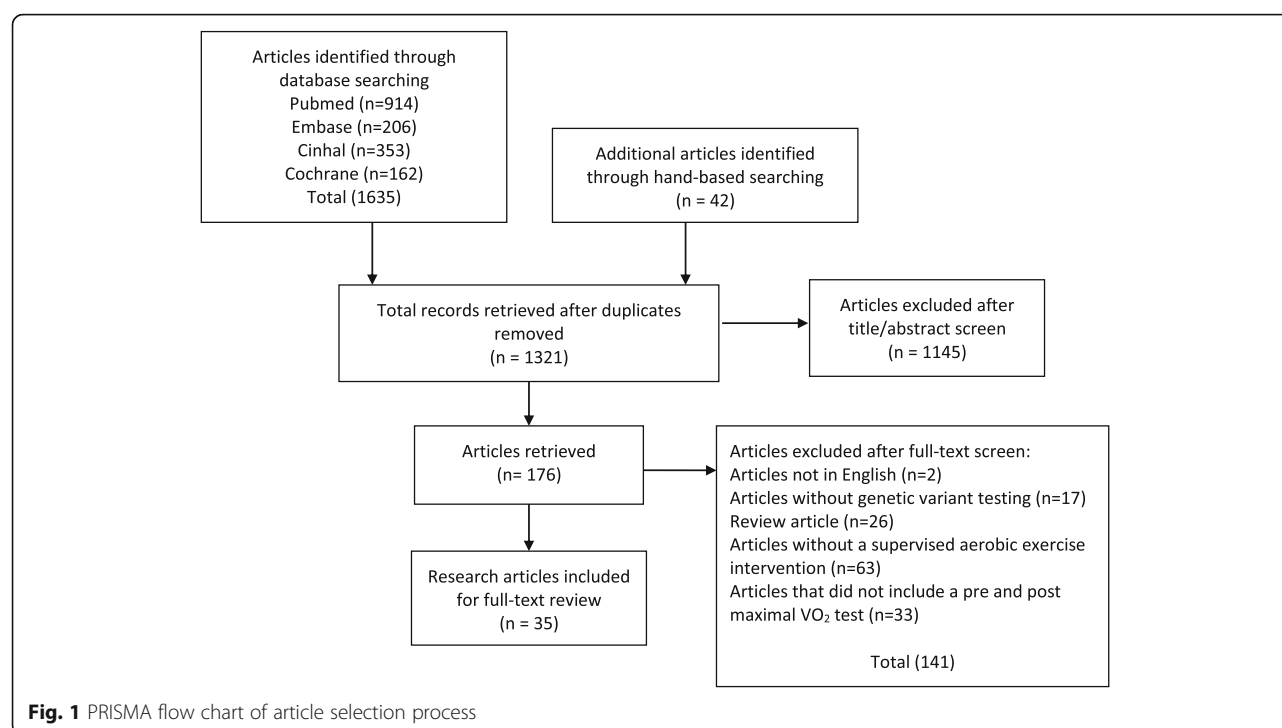 Articles identified through
database searching
Pubmed (n=914)
Embase (n=206)
Cinhal (n=353)
Cochrane (n=162)
Total (1635)
Additional articles identified
through hand-based searching
(n = 42)
Total records retrieved after duplicates
removed
(n = 1321)
Articles excluded after
title/abstract screen
(n = 1145)
Articles retrieved
(n= 176)
Articles excluded after full-text screen:
Articles not in English (n=2)
Articles without genetic variant testing (n=17)
Review article (n=26)
Articles without a supervised aerobic exercise
intervention (n=63)
Articles that did not include a pre and post
maximal VO₂ test (n=33)
Total (141)
Research articles included
for full-text review
(n = 35)
Fig. 1 PRISMA flow chart of article selection process